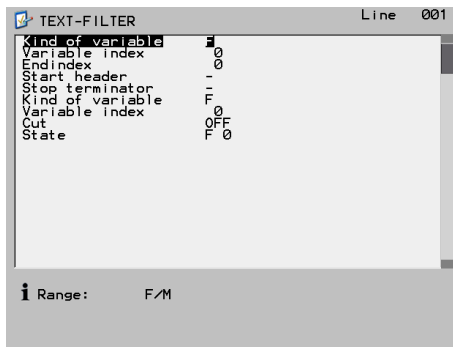 TEXT-FILTER Line 001
Kind of variable F
Variable index 0
Endindex 0
Start header -
Stop terminator -
Kind of variable F
Variable index 0
Cut OFF
State F 0
i Range: F/M